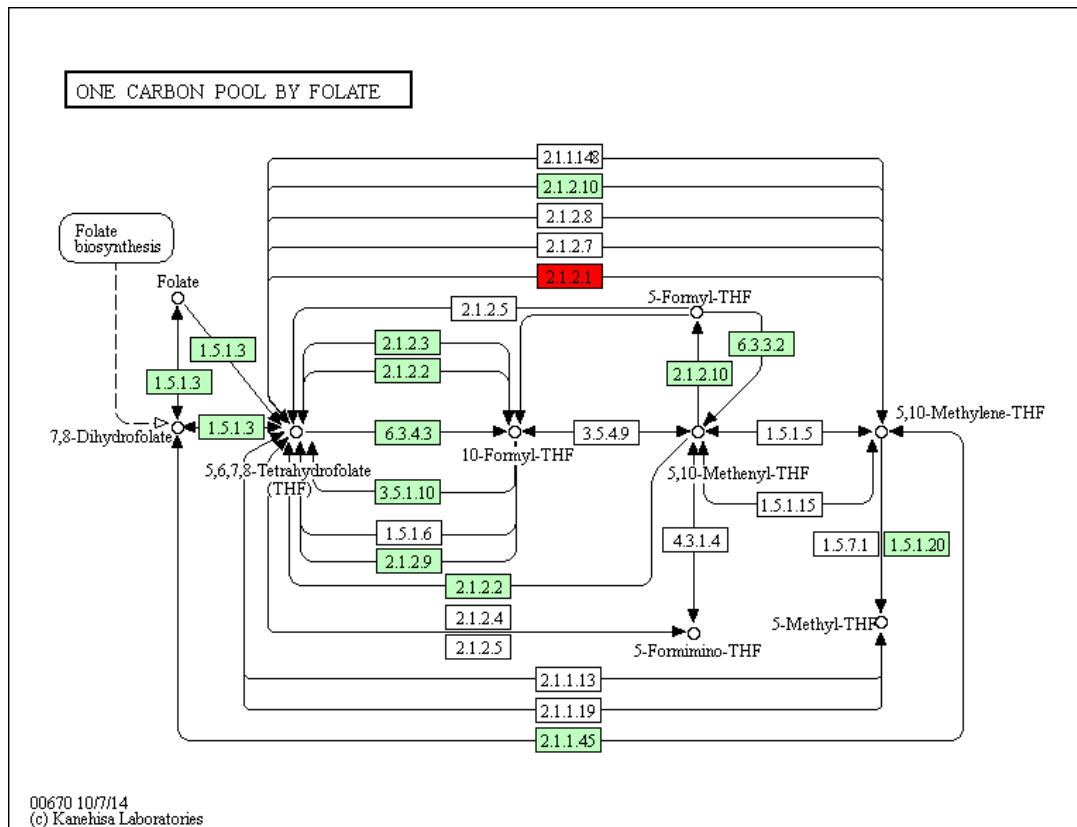 ONE CARBON POOL BY FOLATE
2.1.1.148
2.1.2.10
2.1.2.8
2.1.2.7
2.1.2.1
Folate
biosynthesis
Folate
5-Formyl-THF
2.1.2.5
1.5.1.3
2.1.2.3
6.3.3.2
2.1.2.2
2.1.2.10
1.5.1.3
5,10-Methylene-THF
7,8-Dihydrofolate
1.5.1.3
6.3.4.3
3.5.4.9
1.5.1.5
10-Formyl-THF
5,6,7,8-Tetrahydrofolate
(THF)
5,10-Methenyl-THF
3.5.1.10
1.5.1.15
1.5.1.6
4.3.1.4
1.5.7.1
1.5.1.20
2.1.2.9
2.1.2.2
2.1.2.4
5-Methyl-THF
2.1.2.5
5-Formimino-THF
2.1.1.13
2.1.1.19
2.1.1.45
00670 10/7/14
(c) Kanehisa Laboratories